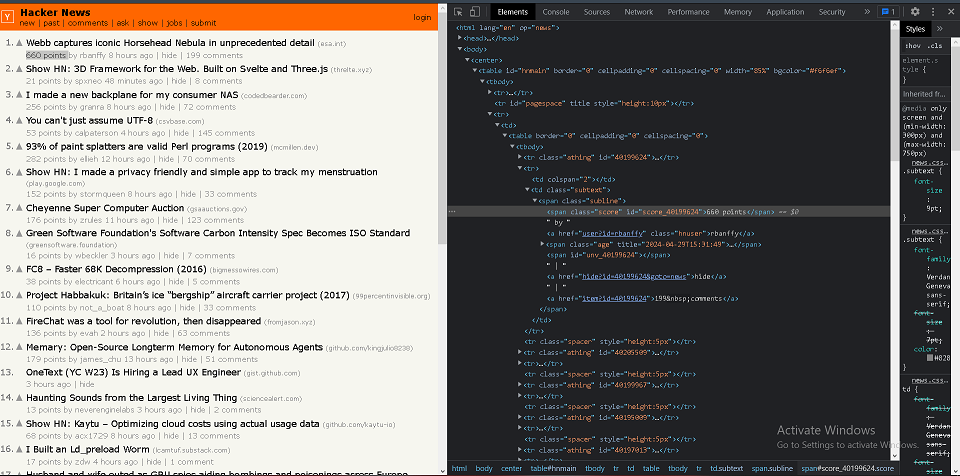 Y Hacker News
new | past | comments | ask | show | jobs | submit
login
1. Webb captures iconic Horsehead Nebula in unprecedented detail (esa.int)
660 points by rbanffy 8 hours ago | hide | 199 comments
2. Show HN: 3D Framework for the Web. Built on Svelte and Three.js (threlte.xyz)
21 points by spxneo 48 minutes ago | hide | 8 comments
3. I made a new backplane for my consumer NAS (codedbearder.com)
256 points by granra 8 hours ago | hide | 72 comments
4. You can't just assume UTF-8 (csvbase.com)
53 points by calpaterson 4 hours ago | hide | 145 comments
5. 93% of paint splatters are valid Perl programs (2019) (mcmillen.dev)
282 points by ellieh 12 hours ago | hide | 70 comments
6. Show HN: I made a privacy friendly and simple app to track my menstruation
(play.google.com)
152 points by stormqueen 8 hours ago | hide | 33 comments
7. Cheyenne Super Computer Auction (gsaauctions.gov)
176 points by zrules 11 hours ago | hide | 123 comments
8. Green Software Foundation's Software Carbon Intensity Spec Becomes ISO Standard
(greensoftware.foundation)
16 points by wbeckler 3 hours ago | hide | 7 comments
9. FC8 – Faster 68K Decompression (2016) (bigmessowires.com)
38 points by electricant 6 hours ago | hide | 5 comments
10. Project Habbakuk: Britain's ice “bergship” aircraft carrier project (2017) (99percentinvisible.org)
110 points by not_a_boat 8 hours ago | hide | 33 comments
11. FireChat was a tool for revolution, then disappeared (fromjason.xyz)
136 points by evah 2 hours ago | hide | 63 comments
12. Memary: Open-Source Longterm Memory for Autonomous Agents (github.com/kingjulio8238)
179 points by james_chu 13 hours ago | hide | 51 comments
13. OneText (YC W23) Is Hiring a Lead UX Engineer (gist.github.com)
3 hours ago | hide
14. Haunting Sounds from the Largest Living Thing (sciencealert.com)
13 points by neverenginelabs 3 hours ago | hide | 2 comments
15. Show HN: Kaytu – Optimizing cloud costs using actual usage data (github.com/kaytu-io)
68 points by acx1729 8 hours ago | hide | 13 comments
16. I Built an Ld_preload Worm (lcamtuf.substack.com)
17 points by zdw 4 hours ago | hide | 1 comment
Husband and wife outed as GRU spies aiding bombings and poisonings across Europe
Elements Console Sources Network Performance Memory Application Security » 1
<html lang="en" op="news">
<head>…</head>
<body>
<center>
<table id="hnmain" border="0" cellpadding="0" cellspacing="0" width="85%" bgcolor="#f6f6ef">
<tbody>
<tr>…</tr>
<tr id="pagespace" title style="height:10px"></tr>
<tr>
<td>
<table border="0" cellpadding="0" cellspacing="0">
<tbody>
<tr class="athing" id="40199624">…</tr>
<tr>
<td colspan="2"></td>
<td class="subtext">
<span class="subline">
<span class="score" id="score_40199624">660 points</span> == $0
" by "
<a href="user?id=rbanffy" class="hnuser">rbanffy</a>
<span class="age" title="2024-04-29T15:31:49">…</span>
<span id="unv_40199624"></span>
" | "
<a href="hide?id=40199624&goto=news">hide</a>
" | "
<a href="item?id=40199624">199&nbsp;comments</a>
</span>
</td>
</tr>
<tr class="spacer" style="height:5px"></tr>
<tr class="athing" id="40205509">…</tr>
<tr>…</tr>
<tr class="spacer" style="height:5px"></tr>
<tr class="athing" id="40199967">…</tr>
<tr>…</tr>
<tr class="spacer" style="height:5px"></tr>
<tr class="athing" id="40195009">…</tr>
<tr>…</tr>
<tr class="spacer" style="height:5px"></tr>
<tr class="athing" id="40197013">…</tr>
html body center table#hnmain tbody tr td table tbody tr td.subtext span.subline span#score_40199624.score
Styles »
:hov .cls
element.s
tyle {
}
Inherited fr…
@media only
screen and
(min-width:
300px) and
(max-width:
750px)
news.css…
.subtext {
font-
size
:
9pt;
}
news.css…
.subtext {
font-
family
:
Verdan
Geneva
sans-
serif;
font-
size
:
7pt;
color:
#828
}
news.css…
td {
font-
family
:
Verdan
Geneva
sans-
serif;
font-
size
Activate Windows
Go to Settings to activate Windows.